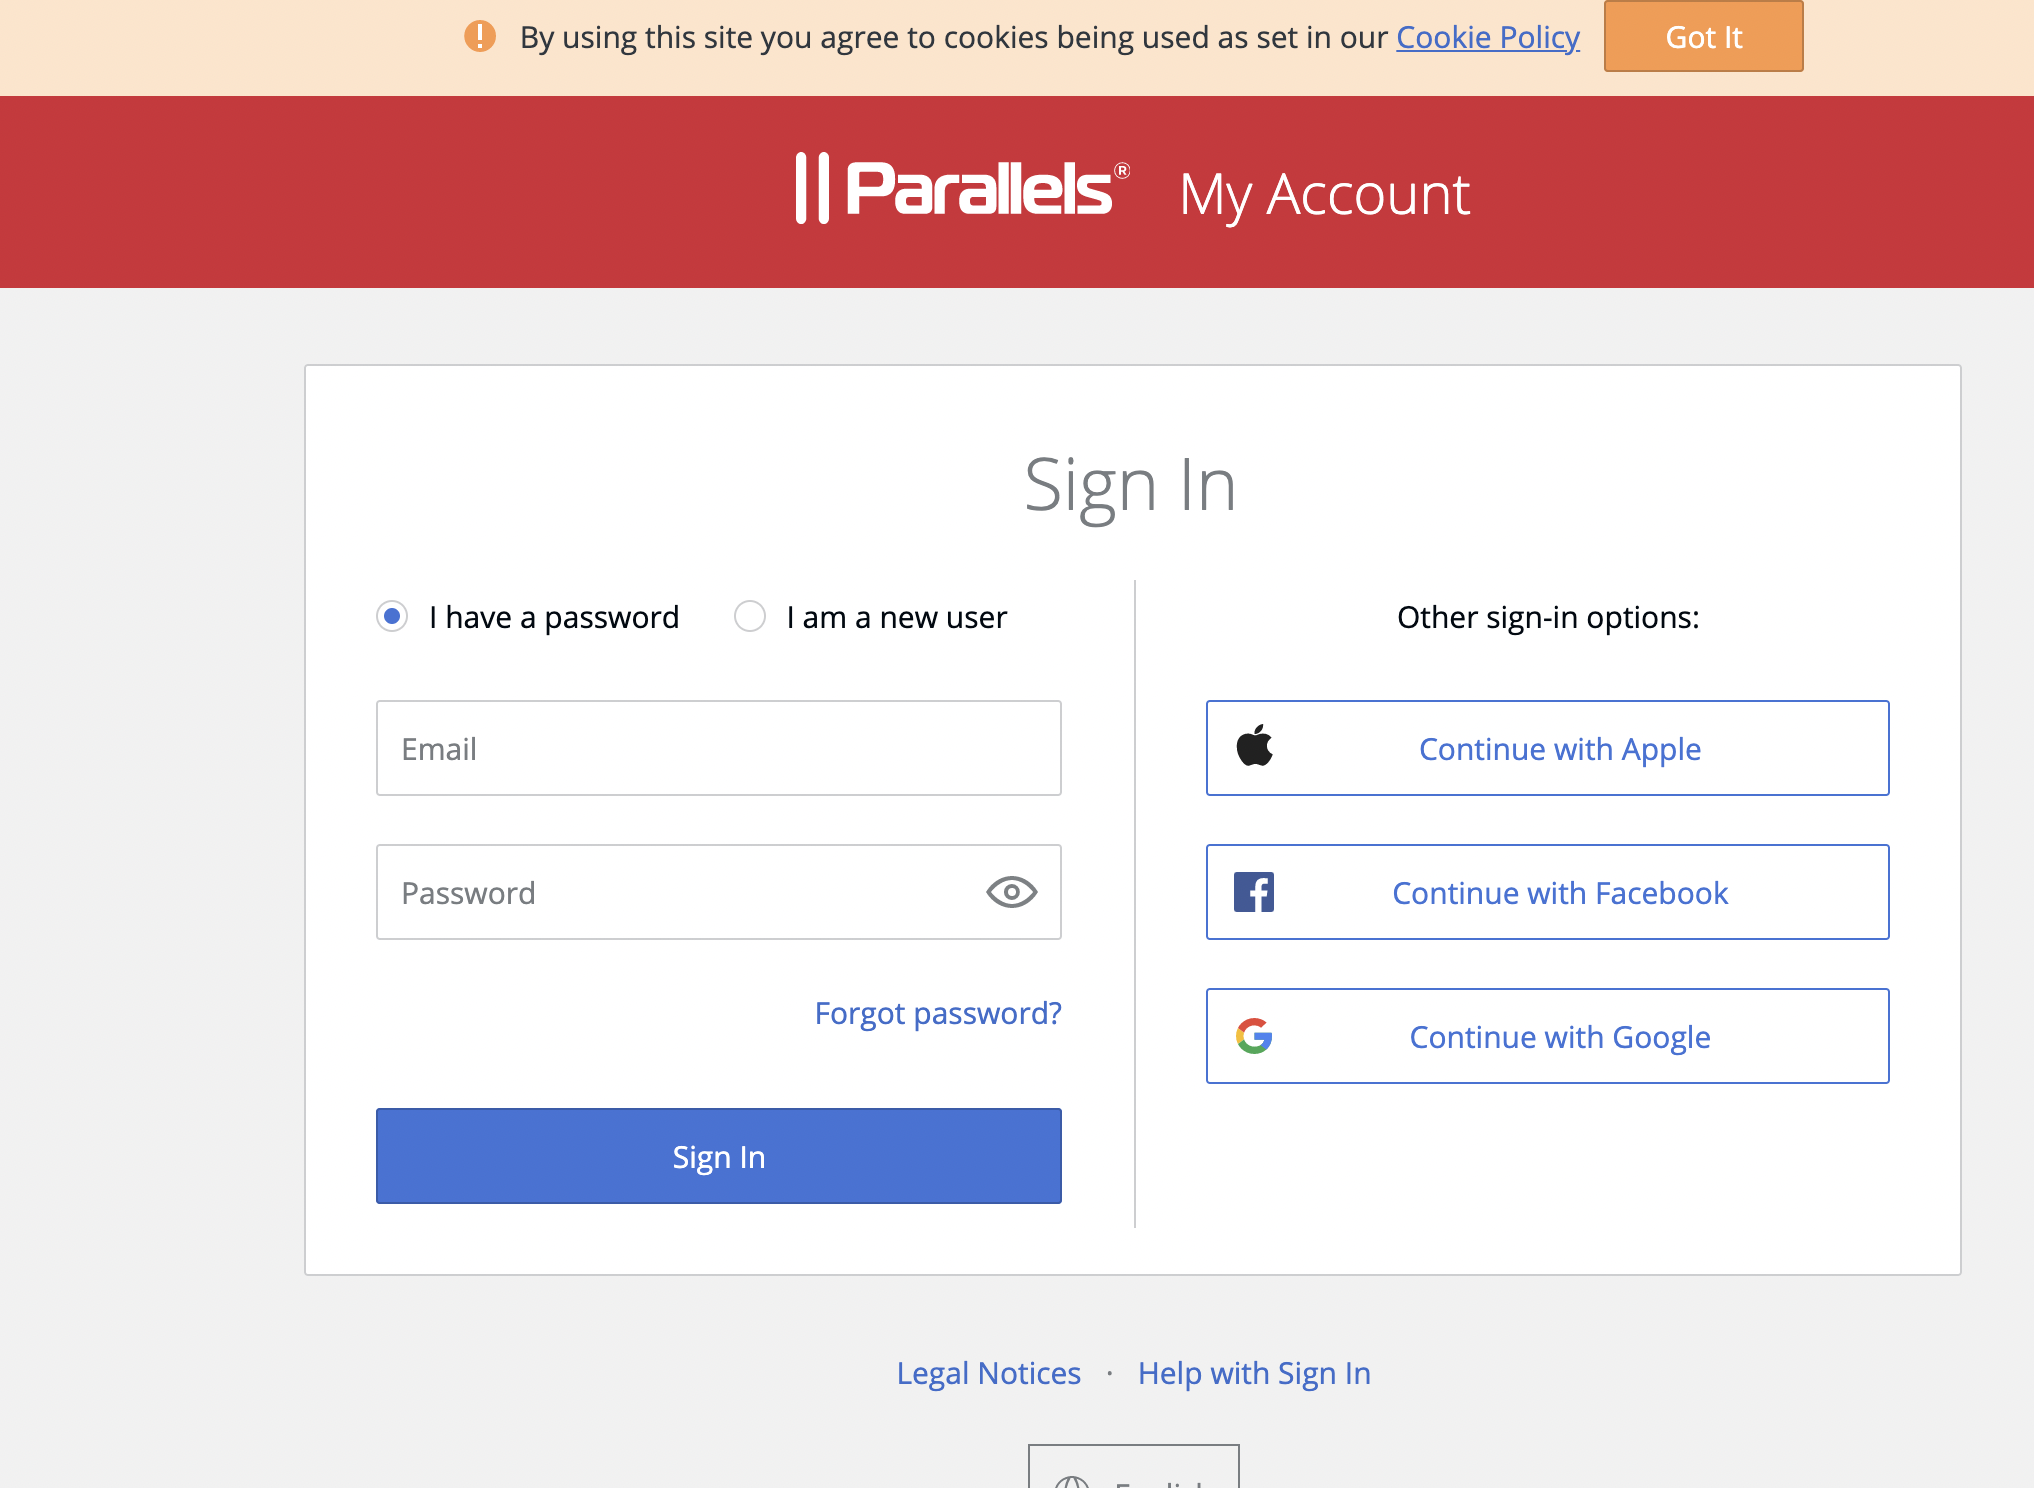 By using this site you agree to cookies being used as set in our Cookie Policy
Got It
Parallels® My Account
Sign In
I have a password
I am a new user
Email
Password
Forgot password?
Sign In
Other sign-in options:
Continue with Apple
Continue with Facebook
Continue with Google
Legal Notices · Help with Sign In